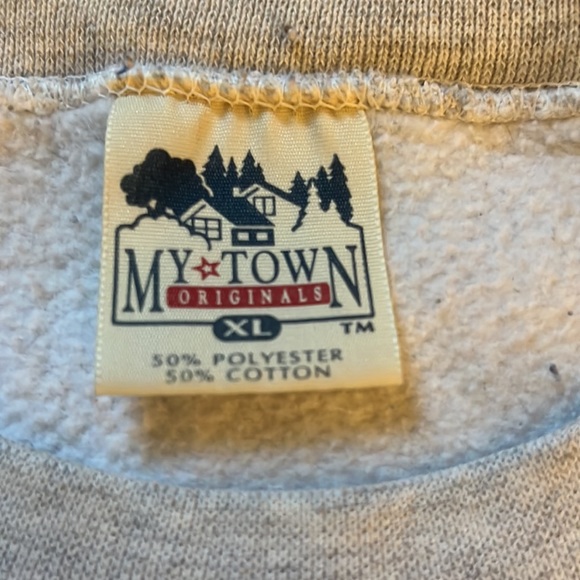 MY TOWN
ORIGINALS
XL TM
50% POLYESTER
50% COTTON